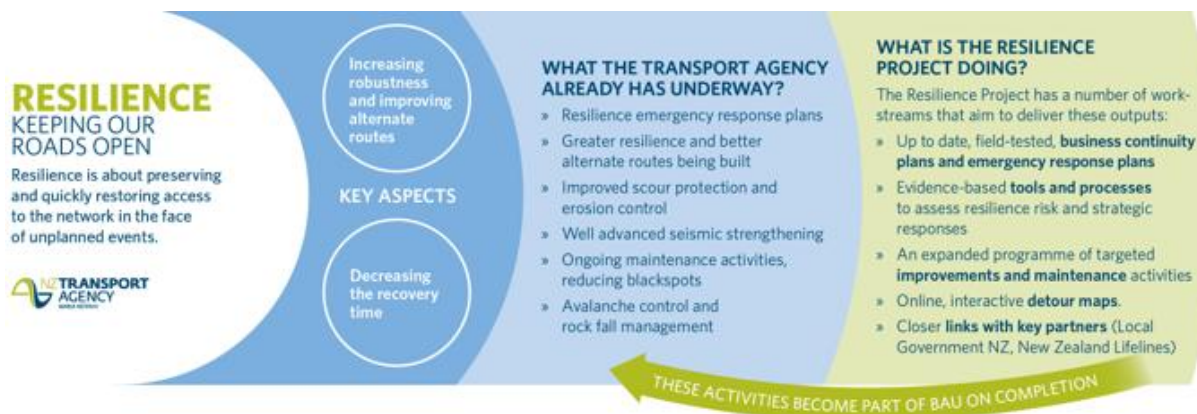 RESILIENCE
KEEPING OUR
ROADS OPEN
Resilience is about preserving
and quickly restoring access
to the network in the face
of unplanned events.
NZTRANSPORT
AGENCY
Increasing
robustness
and improving
alternate
routes
KEY ASPECTS
Decreasing
the recovery
time
WHAT THE TRANSPORT AGENCY
ALREADY HAS UNDERWAY?
» Resilience emergency response plans
» Greater resilience and better
alternate routes being built
» Improved scour protection and
erosion control
» Well advanced seismic strengthening
» Ongoing maintenance activities,
reducing blackspots
» Avalanche control and
rock fall management
WHAT IS THE RESILIENCE
PROJECT DOING?
The Resilience Project has a number of work-
streams that aim to deliver these outputs:
» Up to date, field-tested, business continuity
plans and emergency response plans
» Evidence-based tools and processes
to assess resilience risk and strategic
responses
» An expanded programme of targeted
improvements and maintenance activities
» Online, interactive detour maps.
» Closer links with key partners (Local
Government NZ, New Zealand Lifelines)
THESE ACTIVITIES BECOME PART OF BAU ON COMPLETION